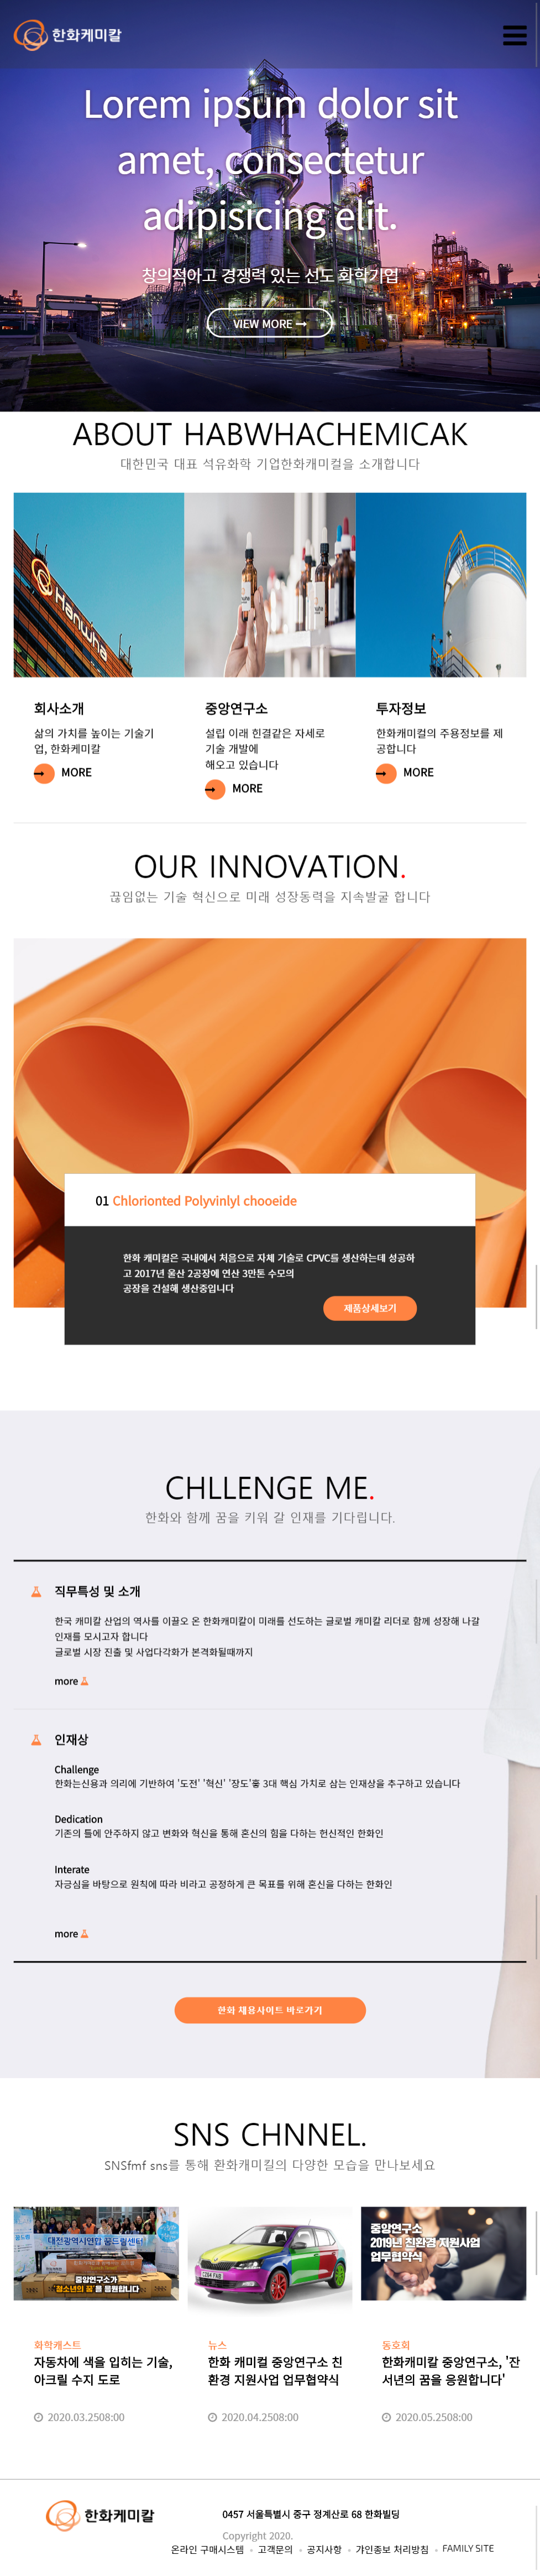 한화케미칼
Lorem ipsum dolor sit
amet, consectetur
adipisicing elit.
창의적아고 경쟁력 있는 선도 화학기업
VIEW MORE
ABOUT HABWHACHEMICAK
대한민국 대표 석유화학 기업한화캐미컬을 소개합니다
Hanwha
회사소개
삶의 가치를 높이는 기술기
업, 한화케미칼
MORE
중앙연구소
설립 이래 힌결같은 자세로
기술 개발에
해오고 있습니다
MORE
투자정보
한화캐미컬의 주용정보를 제
공합니다
MORE
OUR INNOVATION.
끊임없는 기술 혁신으로 미래 성장동력을 지속발굴 합니다
01 Chlorionted Polyvinlyl chooeide
한화 캐미컬은 국내에서 처음으로 자체 기술로 CPVC를 생산하는데 성공하
고 2017년 울산 2공장에 연산 3만톤 수모의
공장을 건설해 생산중입니다
제품상세보기
CHLLENGE ME.
한화와 함께 꿈을 키워 갈 인재를 기다립니다.
직무특성 및 소개
한국 캐미칼 산업의 역사를 이끌오 온 한화캐미칼이 미래를 선도하는 글로벌 캐미칼 리더로 함께 성장해 나갈
인재를 모시고자 합니다
글로벌 시장 진출 및 사업다각화가 본격화될때까지
more
인재상
Challenge
한화는신용과 의리에 기반하여 '도전' '혁신' '장도'홓 3대 핵심 가치로 삼는 인재상을 추구하고 있습니다
Dedication
기존의 틀에 안주하지 않고 변화와 혁신을 통해 혼신의 힘을 다하는 헌신적인 한화인
Interate
자긍심을 바탕으로 원칙에 따라 비라고 공정하게 큰 목표를 위해 혼신을 다하는 한화인
more
한화 채용사이트 바로가기
SNS CHNNEL.
SNSfmf sns를 통해 환화캐미킬의 다양한 모습을 만나보세요
대전광역시연합 꿈드림센터
중앙연구소가
'청소년의 꿈'을 응원합니다
중앙연구소
2019년 친환경 지원사업
업무협약식
화학캐스트
자동차에 색을 입히는 기술,
아크릴 수지 도로
2020.03.2508:00
뉴스
한화 캐미컬 중앙연구소 친
환경 지원사업 업무협약식
2020.04.2508:00
동호회
한화캐미칼 중앙연구소, '잔
서년의 꿈을 응원합니다'
2020.05.2508:00
한화케미칼
0457 서울특별시 중구 정계산로 68 한화빌딩
Copyright 2020.
온라인 구매시스템 고객문의 공지사항 가인종보 처리방침 FAMILY SITE